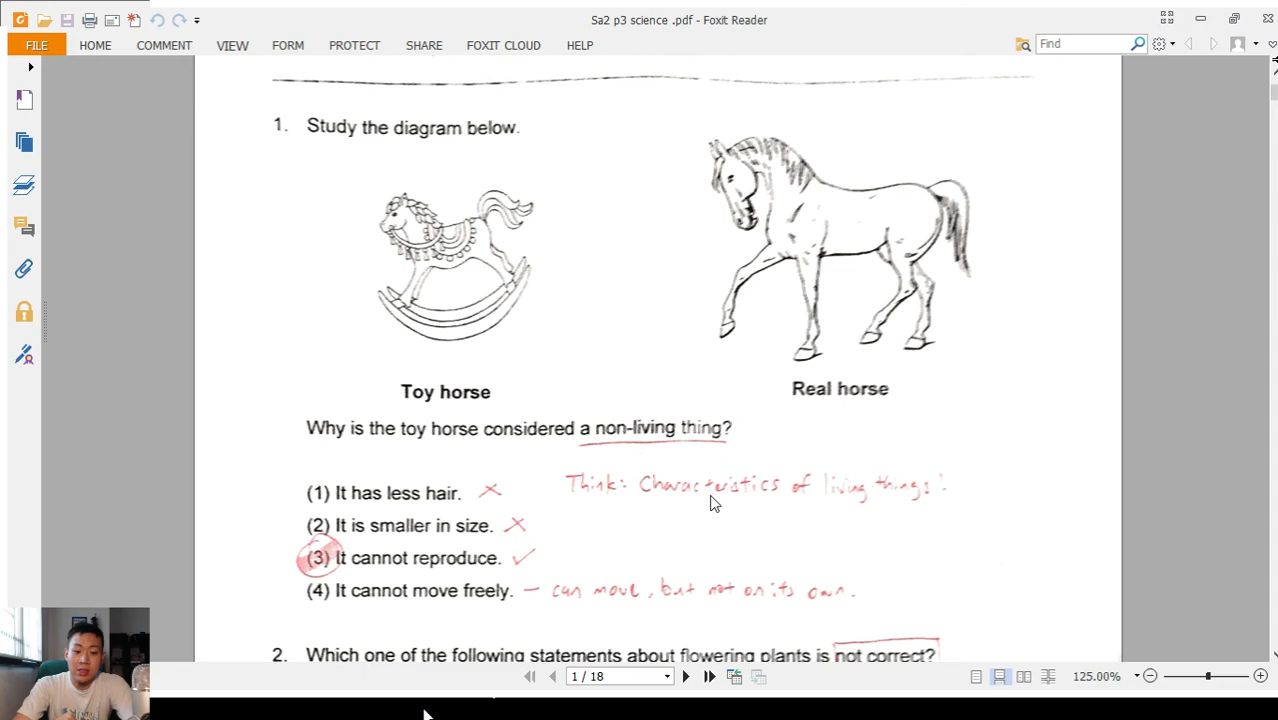 Sa2 p3 science .pdf - Foxit Reader
FILE HOME COMMENT VIEW FORM PROTECT SHARE FOXIT CLOUD HELP
Find
1. Study the diagram below.
Toy horse Real horse
Why is the toy horse considered a non-living thing?
Think: Characteristics of living things!
(1) It has less hair.
(2) It is smaller in size.
(3) It cannot reproduce.
(4) It cannot move freely. – can move, but not on its own.
2. Which one of the following statements about flowering plants is not correct?
1 / 18
125.00%